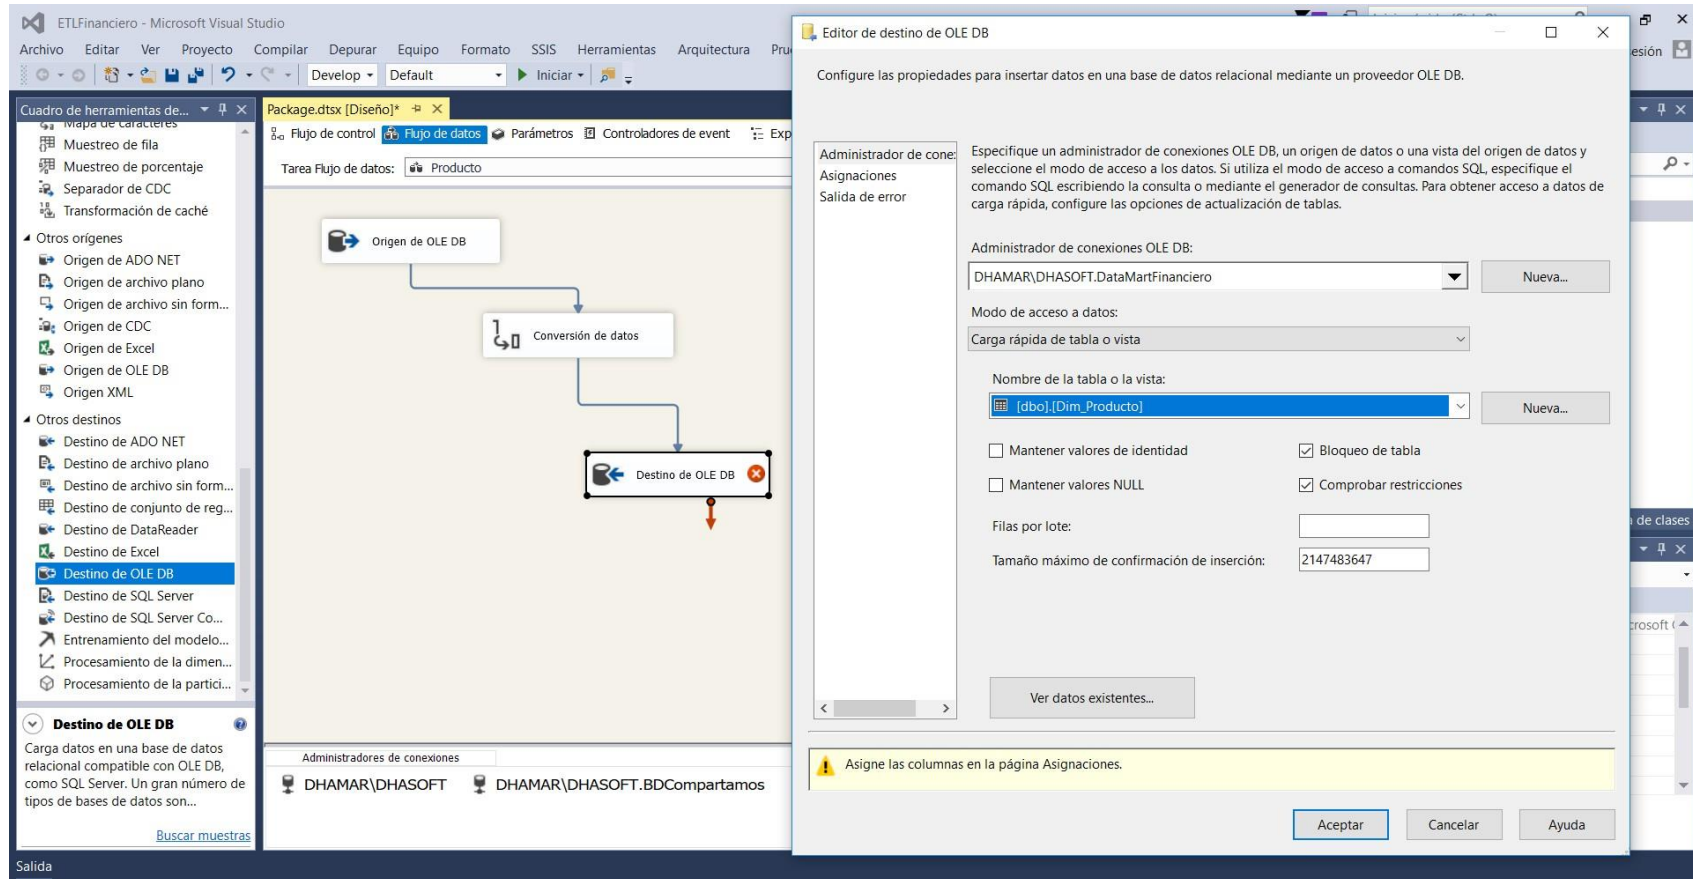 ETLFinanciero - Microsoft Visual Studio
Archivo Editar Ver Proyecto Compilar Depurar Equipo Formato SSIS Herramientas Arquitectura
Develop Default Iniciar
Cuadro de herramientas de...
Mapa de caracteres
Muestreo de fila
Muestreo de porcentaje
Separador de CDC
Transformación de caché
Otros orígenes
Origen de ADO NET
Origen de archivo plano
Origen de archivo sin form...
Origen de CDC
Origen de Excel
Origen de OLE DB
Origen XML
Otros destinos
Destino de ADO NET
Destino de archivo plano
Destino de archivo sin form...
Destino de conjunto de reg...
Destino de DataReader
Destino de Excel
Destino de OLE DB
Destino de SQL Server
Destino de SQL Server Co...
Entrenamiento del modelo...
Procesamiento de la dimen...
Procesamiento de la partici...
Destino de OLE DB
Carga datos en una base de datos
relacional compatible con OLE DB,
como SQL Server. Un gran número de
tipos de bases de datos son...
Buscar muestras
Salida
Package.dtsx [Diseño]*
Flujo de control Flujo de datos Parámetros Controladores de event Exp
Tarea Flujo de datos: Producto
Origen de OLE DB
Conversión de datos
Destino de OLE DB
Administradores de conexiones
DHAMAR\DHASOFT DHAMAR\DHASOFT.BDCompartamos
Editor de destino de OLE DB
Configure las propiedades para insertar datos en una base de datos relacional mediante un proveedor OLE DB.
Administrador de cone
Asignaciones
Salida de error
Especifique un administrador de conexiones OLE DB, un origen de datos o una vista del origen de datos y
seleccione el modo de acceso a los datos. Si utiliza el modo de acceso a comandos SQL, especifique el
comando SQL escribiendo la consulta o mediante el generador de consultas. Para obtener acceso a datos de
carga rápida, configure las opciones de actualización de tablas.
Administrador de conexiones OLE DB:
DHAMAR\DHASOFT.DataMartFinanciero Nueva...
Modo de acceso a datos:
Carga rápida de tabla o vista
Nombre de la tabla o la vista:
[dbo].[Dim_Producto] Nueva...
Mantener valores de identidad Bloqueo de tabla
Mantener valores NULL Comprobar restricciones
Filas por lote:
Tamaño máximo de confirmación de inserción: 2147483647
Ver datos existentes...
Asigne las columnas en la página Asignaciones.
Aceptar Cancelar Ayuda
esión
de clases
crosoft